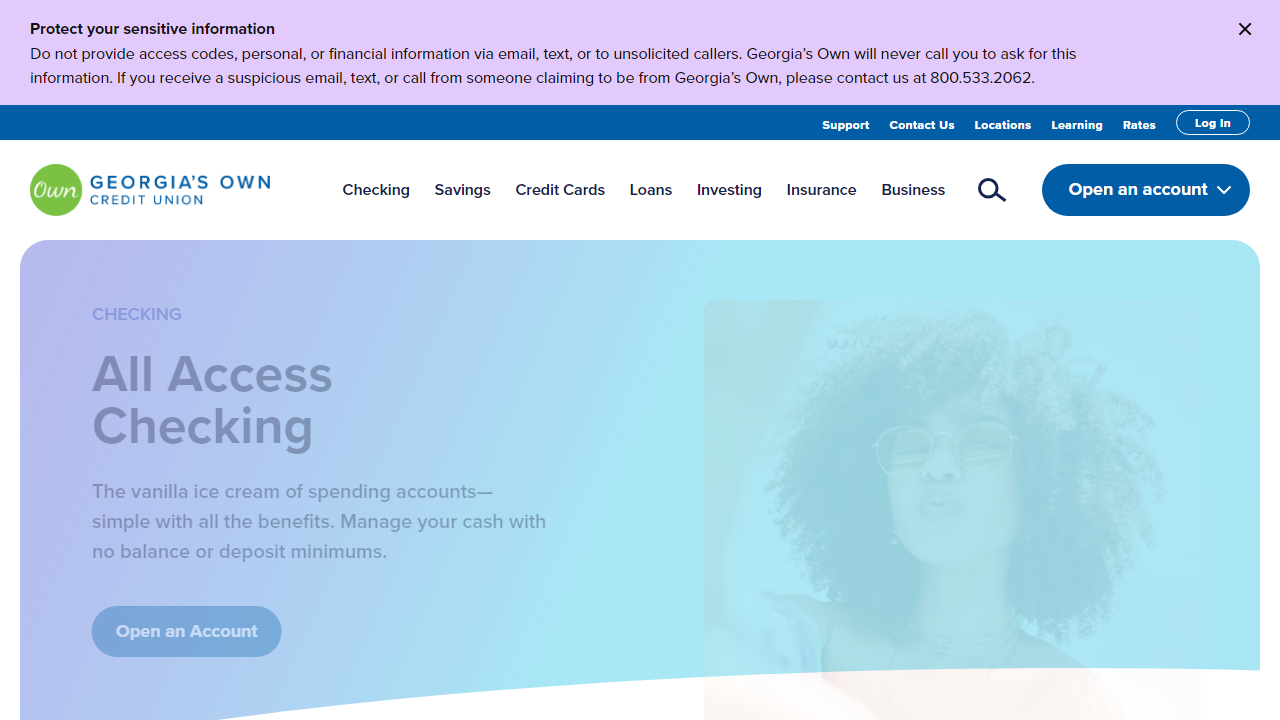 Protect your sensitive information
Do not provide access codes, personal, or financial information via email, text, or to unsolicited callers. Georgia’s Own will never call you to ask for this
information. If you receive a suspicious email, text, or call from someone claiming to be from Georgia’s Own, please contact us at 800.533.2062.
Support Contact Us Locations Learning Rates Log In
Own GEORGIA’S OWN
CREDIT UNION
Checking Savings Credit Cards Loans Investing Insurance Business Open an account
CHECKING
All Access
Checking
The vanilla ice cream of spending accounts—
simple with all the benefits. Manage your cash with
no balance or deposit minimums.
Open an Account